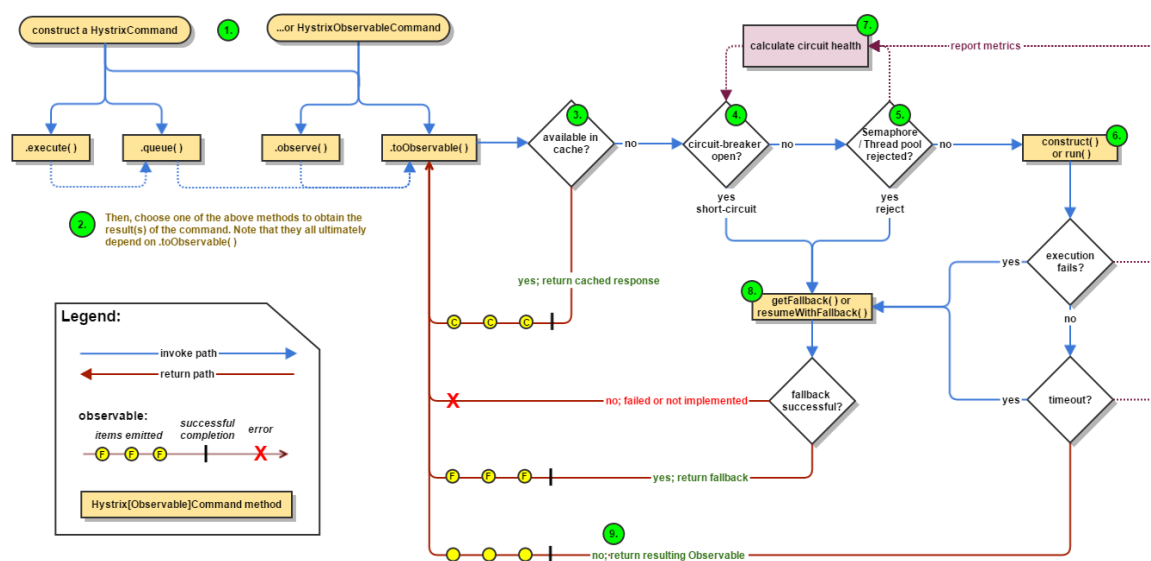 construct a HystrixCommand
1.
...or HystrixObservableCommand
7.
calculate circuit health
report metrics
3.
available in
cache?
4.
circuit-breaker
open?
5.
Semaphore
/ Thread pool
rejected?
6.
construct( )
or run( )
.execute( )
.queue( )
.observe( )
.toObservable( )
no
no
no
yes
short-circuit
yes
reject
2.
Then, choose one of the above methods to obtain the
result(s) of the command. Note that they all ultimately
depend on .toObservable( )
yes; return cached response
C C C
yes
execution
fails?
no
8.
getFallback( ) or
resumeWithFallback( )
Legend:
invoke path
return path
observable:
items emitted
successful
completion
error
F F F
X
Hystrix[Observable]Command method
X
no; failed or not implemented
fallback
successful?
yes
timeout?
F F F
yes; return fallback
9.
no; return resulting Observable